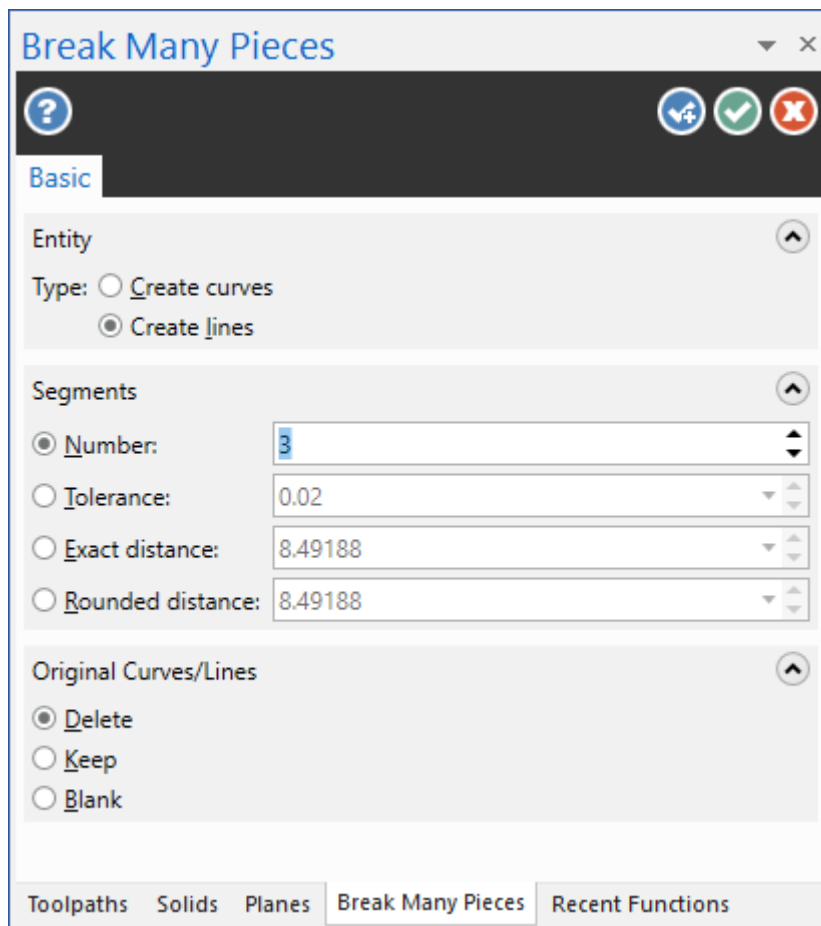 Break Many Pieces
Basic
Entity
Type: Create curves
Create lines
Segments
Number: 3
Tolerance: 0.02
Exact distance: 8.49188
Rounded distance: 8.49188
Original Curves/Lines
Delete
Keep
Blank
Toolpaths Solids Planes Break Many Pieces Recent Functions